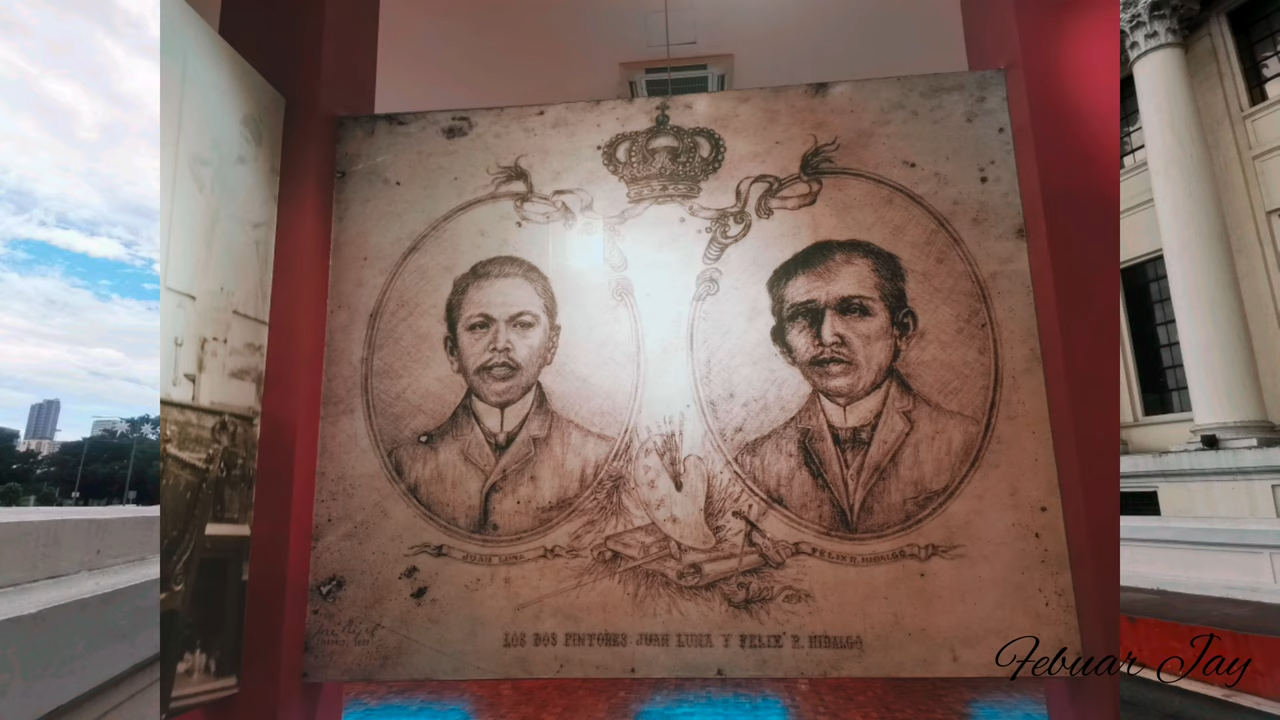 JUAN LUNA
FELIX R. HIDALGO
LOS DOS PINTORES: JUAN LUNA Y FELIX R. HIDALGO
Febuar Jay